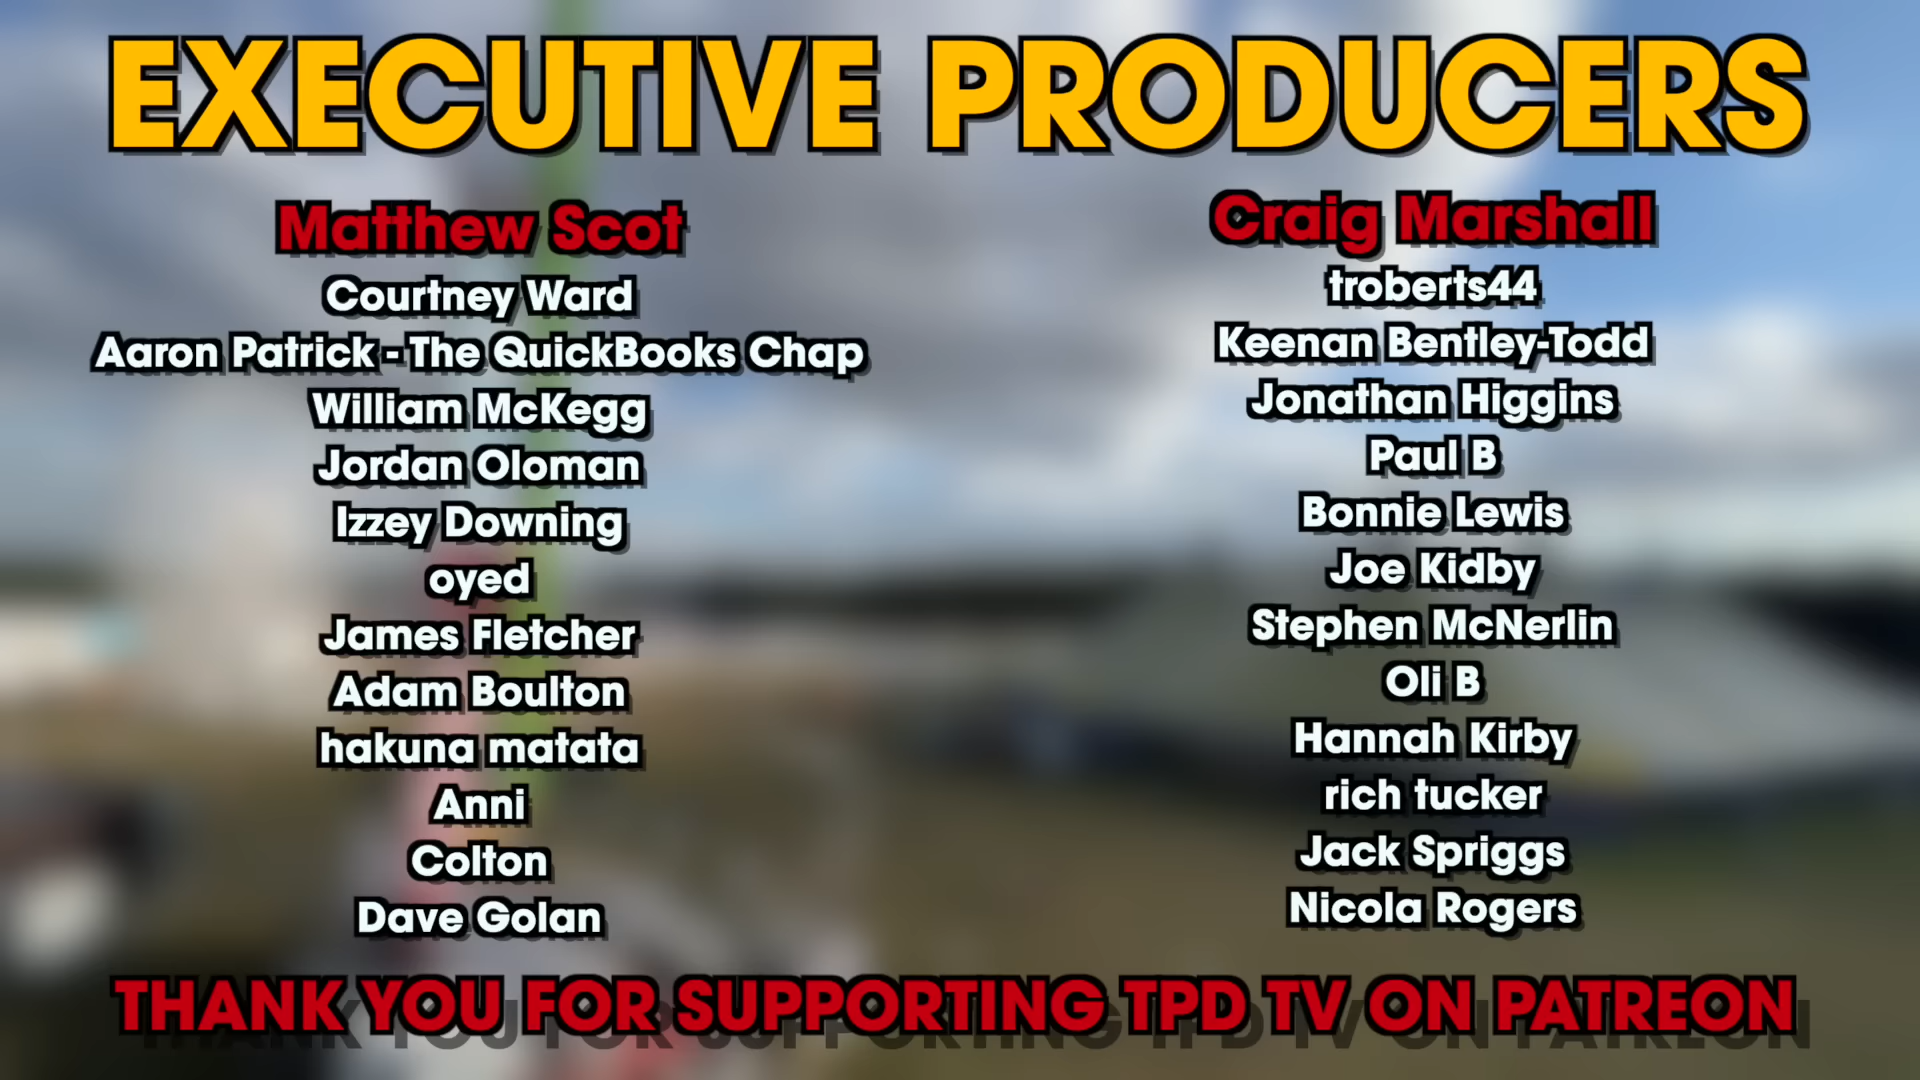 EXECUTIVE PRODUCERS
Matthew Scot
Courtney Ward
Aaron Patrick - The QuickBooks Chap
William McKegg
Jordan Oloman
Izzey Downing
oyed
James Fletcher
Adam Boulton
hakuna matata
Anni
Colton
Dave Golan
Craig Marshall
troberts44
Keenan Bentley-Todd
Jonathan Higgins
Paul B
Bonnie Lewis
Joe Kidby
Stephen McNerlin
Oli B
Hannah Kirby
rich tucker
Jack Spriggs
Nicola Rogers
THANK YOU FOR SUPPORTING TPD TV ON PATREON